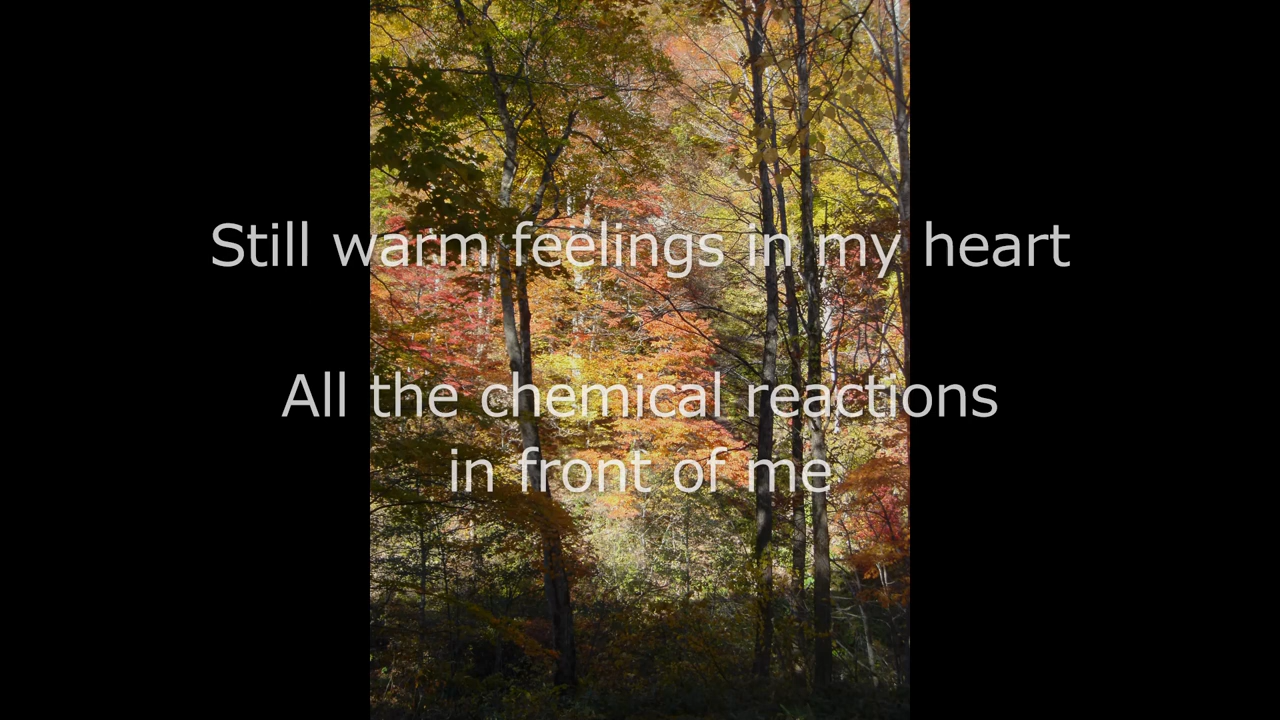 Still warm feelings in my heart
All the chemical reactions
in front of me